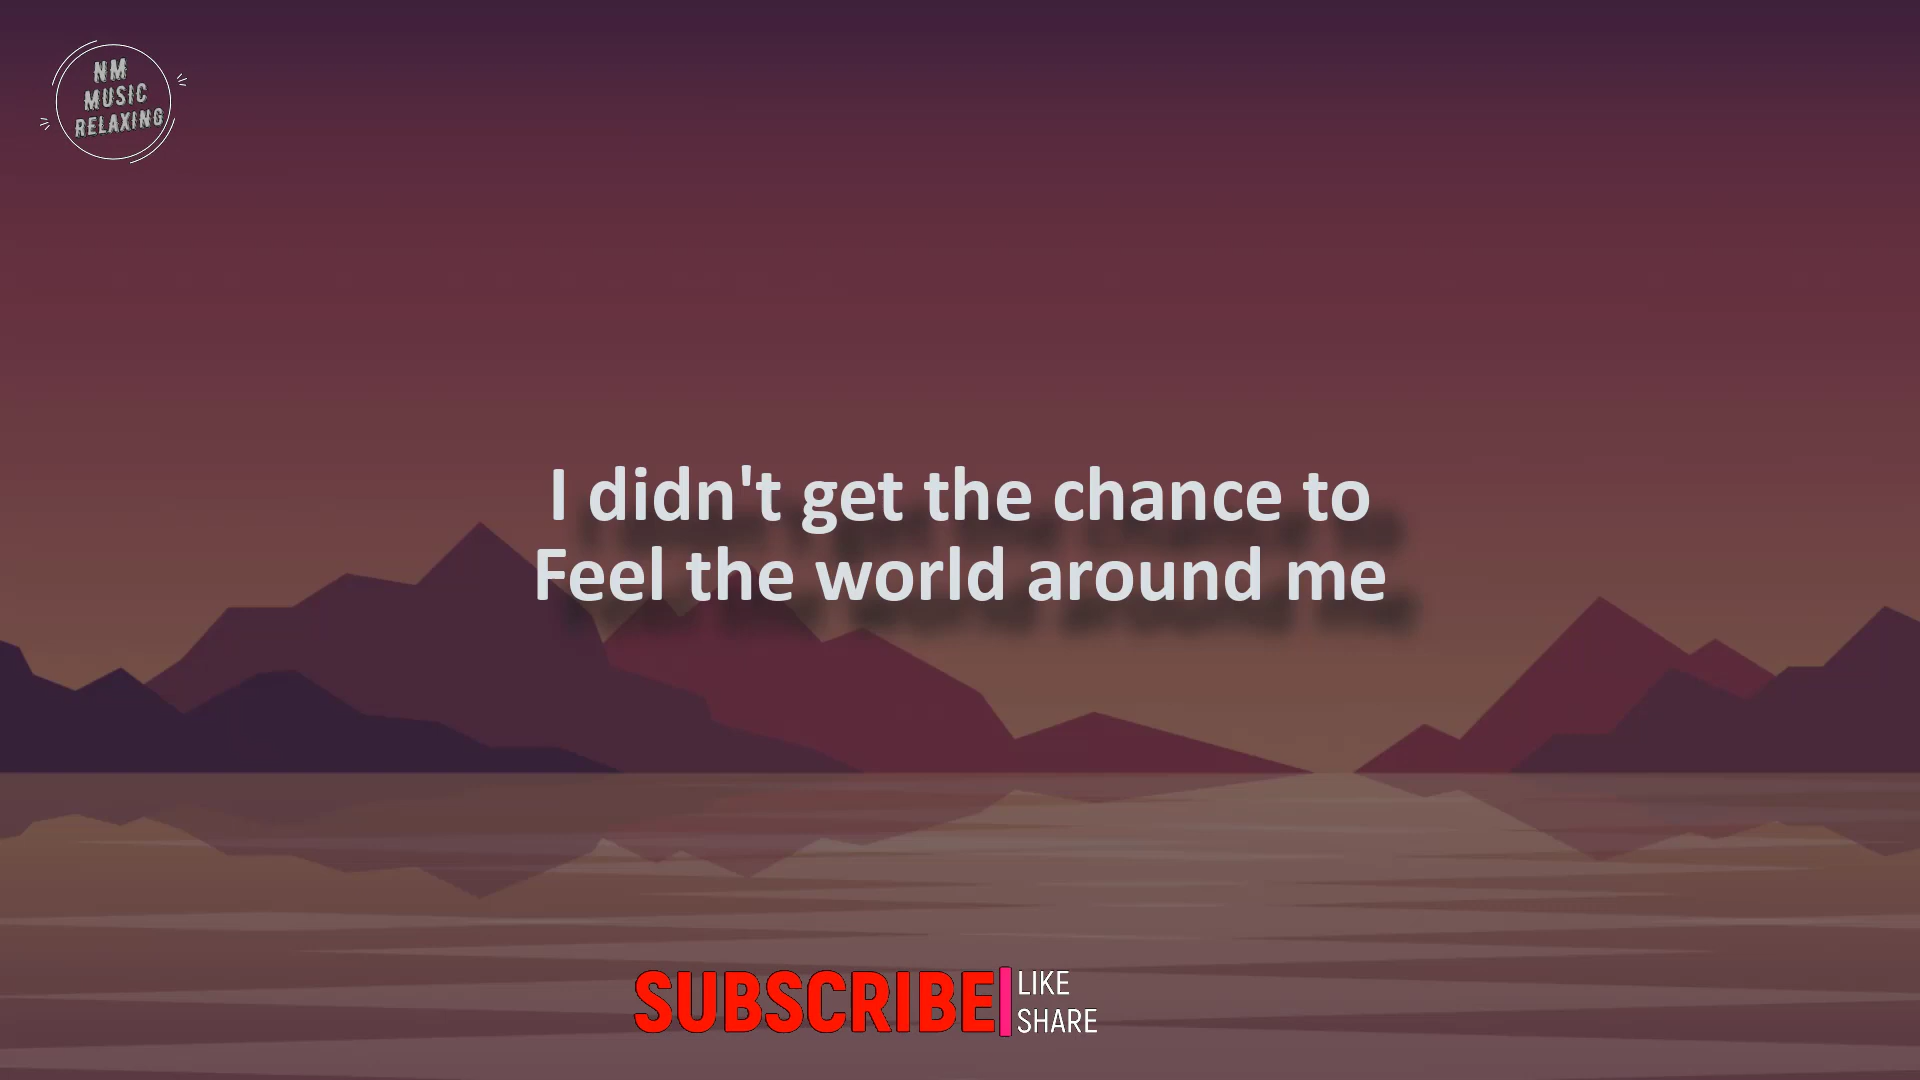 NM
MUSIC
RELAXING
I didn't get the chance to
Feel the world around me
SUBSCRIBE
LIKE
SHARE